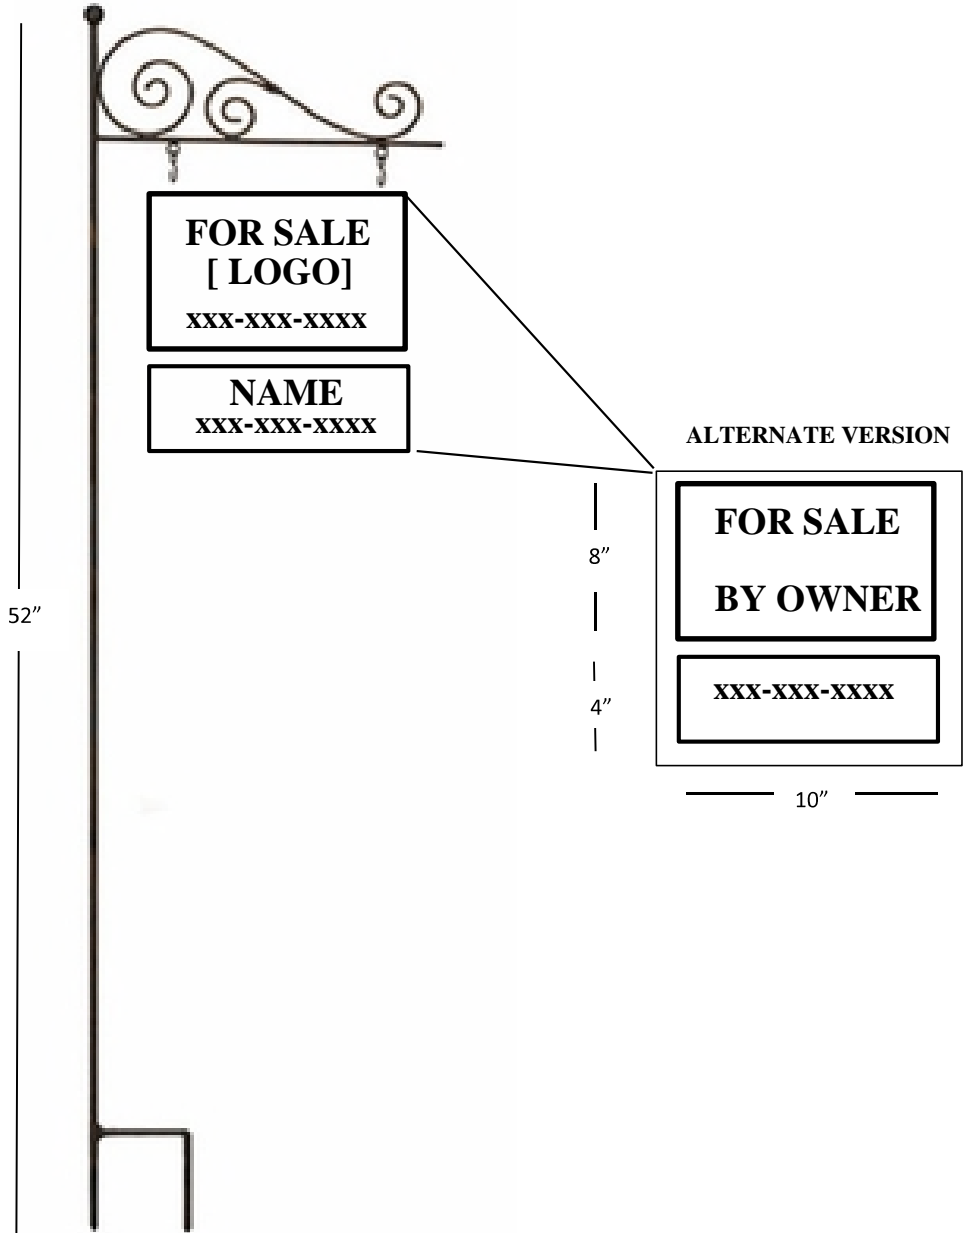 FOR SALE
[ LOGO]
xxx-xxx-xxxx
NAME
xxx-xxx-xxxx
ALTERNATE VERSION
FOR SALE
BY OWNER
xxx-xxx-xxxx
8”
4”
10”
52”